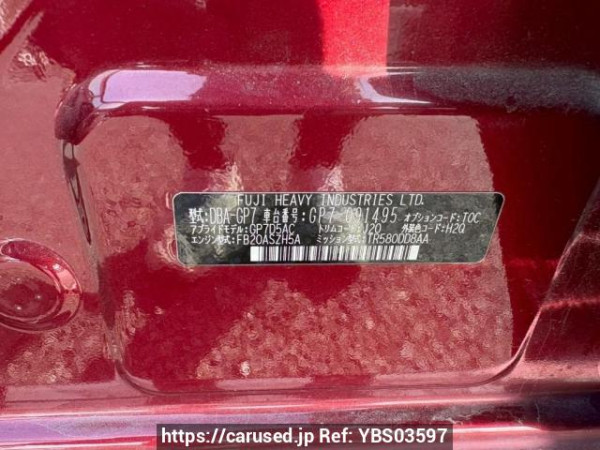 FUJI HEAVY INDUSTRIES LTD.
型式:DBA-GP7 車台番号:GP7-091495 オプションコード:TOC
アプライドモデル:GP7D5AC トリムコード:J20 外装色コード:H2Q
エンジン型式:FB20ASZH5A ミッション型式:TR580DD8AA
https://carused.jp Ref: YBS03597